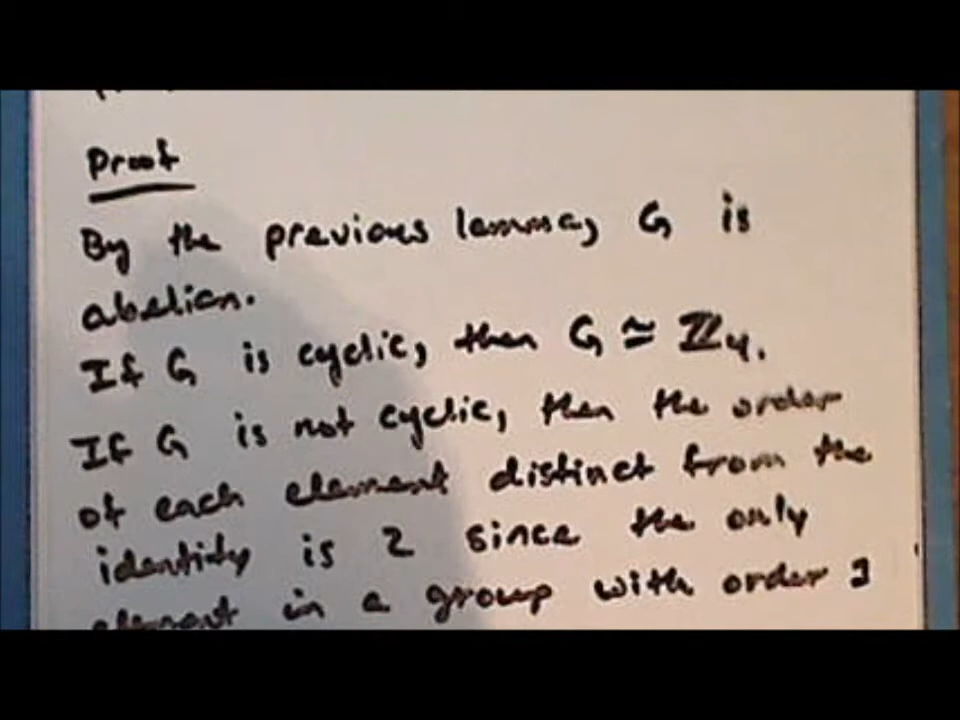 Proof
By the previous lemma, G is
abelian.
If G is cyclic, then G ≃ ℤ₄.
If G is not cyclic, then the order
of each element distinct from the
identity is 2 since the only
element in a group with order 1